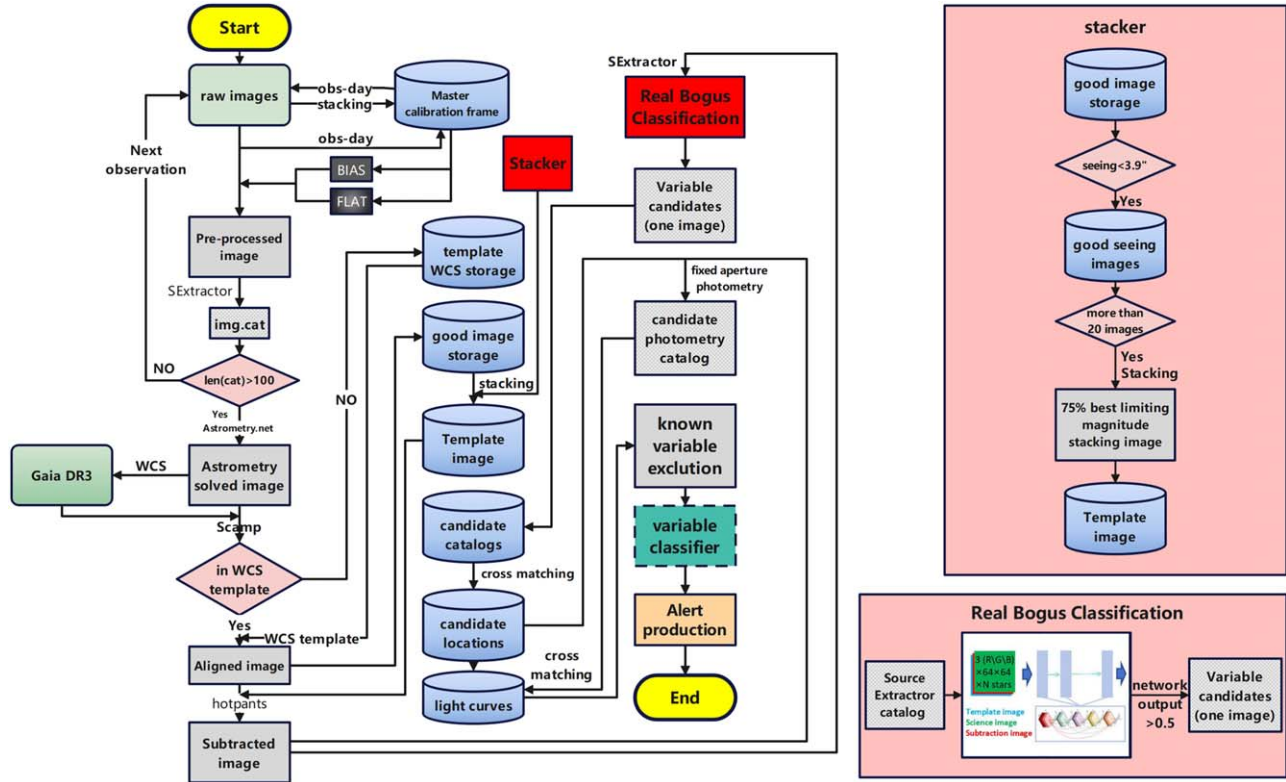 Start
raw images
obs-day
stacking
Master
calibration frame
obs-day
BIAS
FLAT
Next
observation
Pre-processed
image
SExtractor
img.cat
len(cat)>100
NO
Yes
Astrometry.net
Astrometry
solved image
WCS
Gaia DR3
Scamp
in WCS
template
NO
Yes
WCS template
Aligned image
hotpants
Subtracted
image
Stacker
template
WCS storage
good image
storage
stacking
Template
image
candidate
catalogs
cross matching
candidate
locations
light curves
cross
matching
SExtractor
Real Bogus
Classification
Variable
candidates
(one image)
fixed aperture
photometry
candidate
photometry
catalog
known
variable
exclution
variable
classifier
Alert
production
End
stacker
good image
storage
seeing<3.9"
Yes
good seeing
images
more than
20 images
Yes
Stacking
75% best limiting
magnitude
stacking image
Template
image
Real Bogus Classification
Source
Extractror
catalog
3 (R\G\B)
×64×64
×N stars
Template image
Science image
Subtraction image
network
output
>0.5
Variable
candidates
(one image)